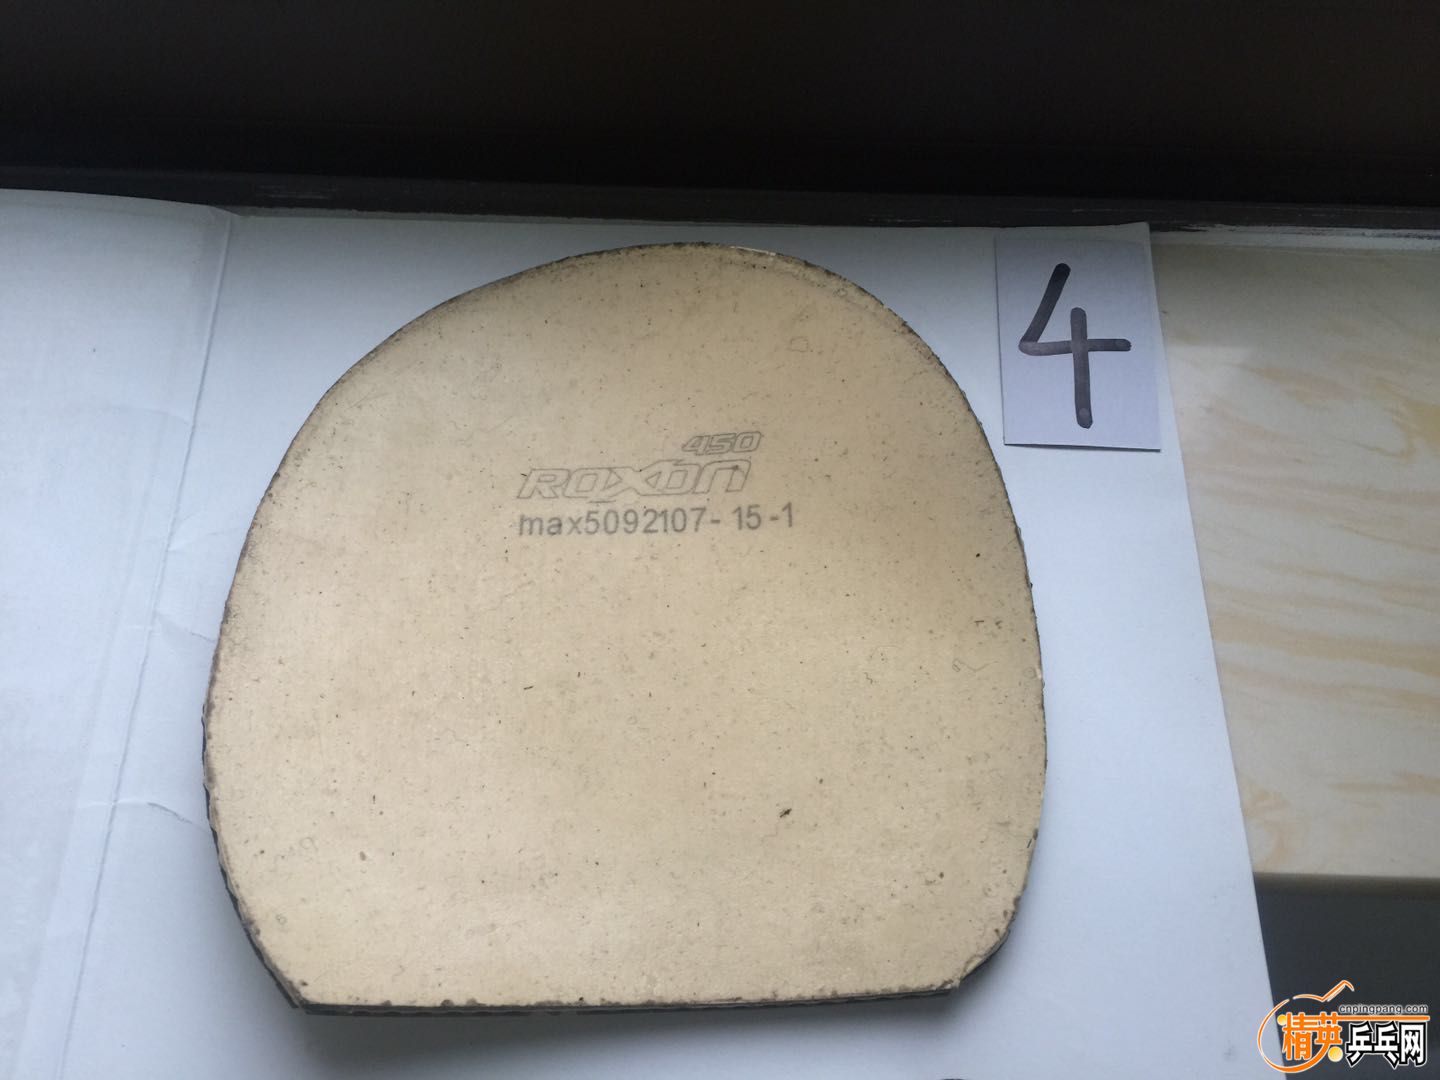 4
450
ROXON
max5092107-15-1
cnpingpang.com
精英乒乓网